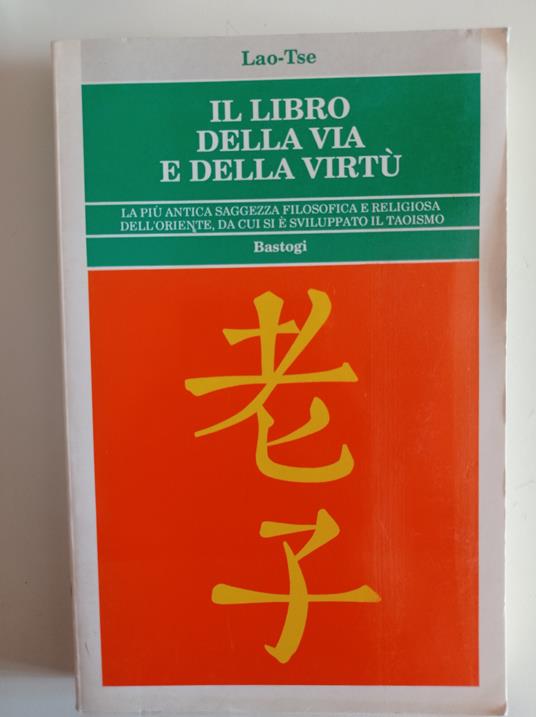 Lao-Tse
IL LIBRO
DELLA VIA
E DELLA VIRTÙ
LA PIÙ ANTICA SAGGEZZA FILOSOFICA E RELIGIOSA
DELL'ORIENTE, DA CUI SI È SVILUPPATO IL TAOISMO
Bastogi
老
子